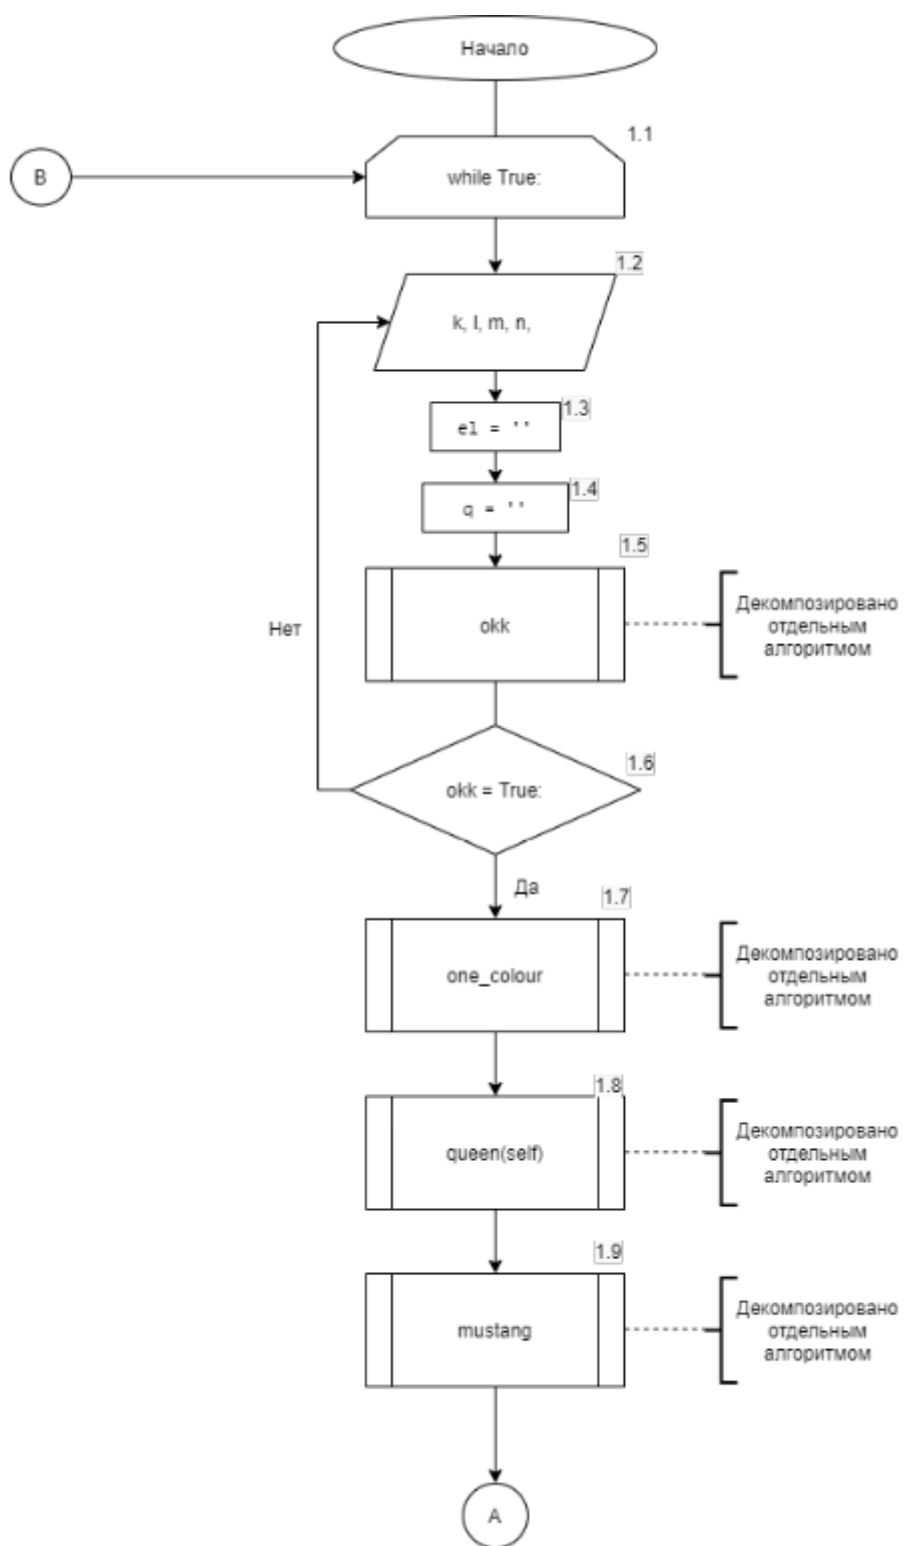 Начало
1.1
B
while True:
1.2
k, l, m, n,
1.3
el = ''
1.4
q = ''
1.5
okk
Декомпозировано
отдельным
алгоритмом
Нет
1.6
okk = True:
Да
1.7
one_colour
Декомпозировано
отдельным
алгоритмом
1.8
queen(self)
Декомпозировано
отдельным
алгоритмом
1.9
mustang
Декомпозировано
отдельным
алгоритмом
A